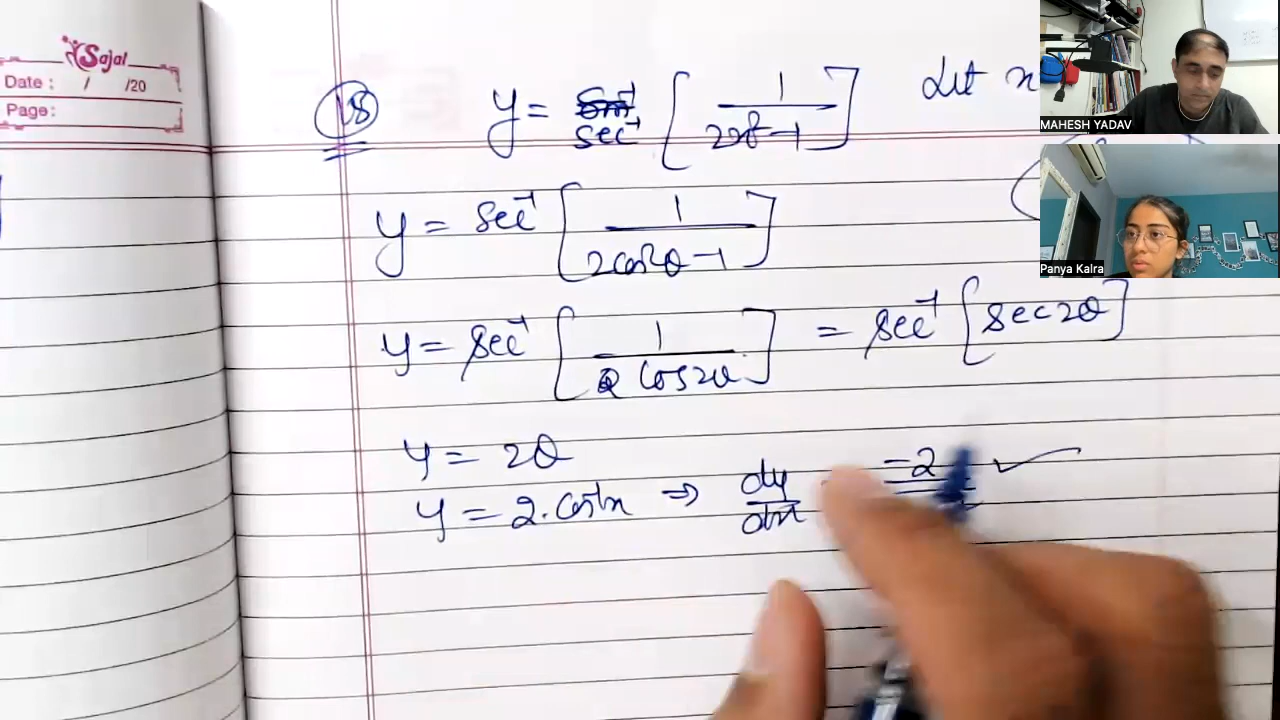 Sajal
Date : / /20
Page:
18
y = sec⁻¹ [ 1 / 2x² - 1 ] Let x
y = sec⁻¹ [ 1 / 2cos²θ - 1 ]
y = sec⁻¹ [ 1 / cos2θ ] = sec⁻¹ [sec2θ]
y = 2θ
y = 2.cos⁻¹x ⇒ dy/dx -2 ✓
MAHESH YADAV
Panya Kalra